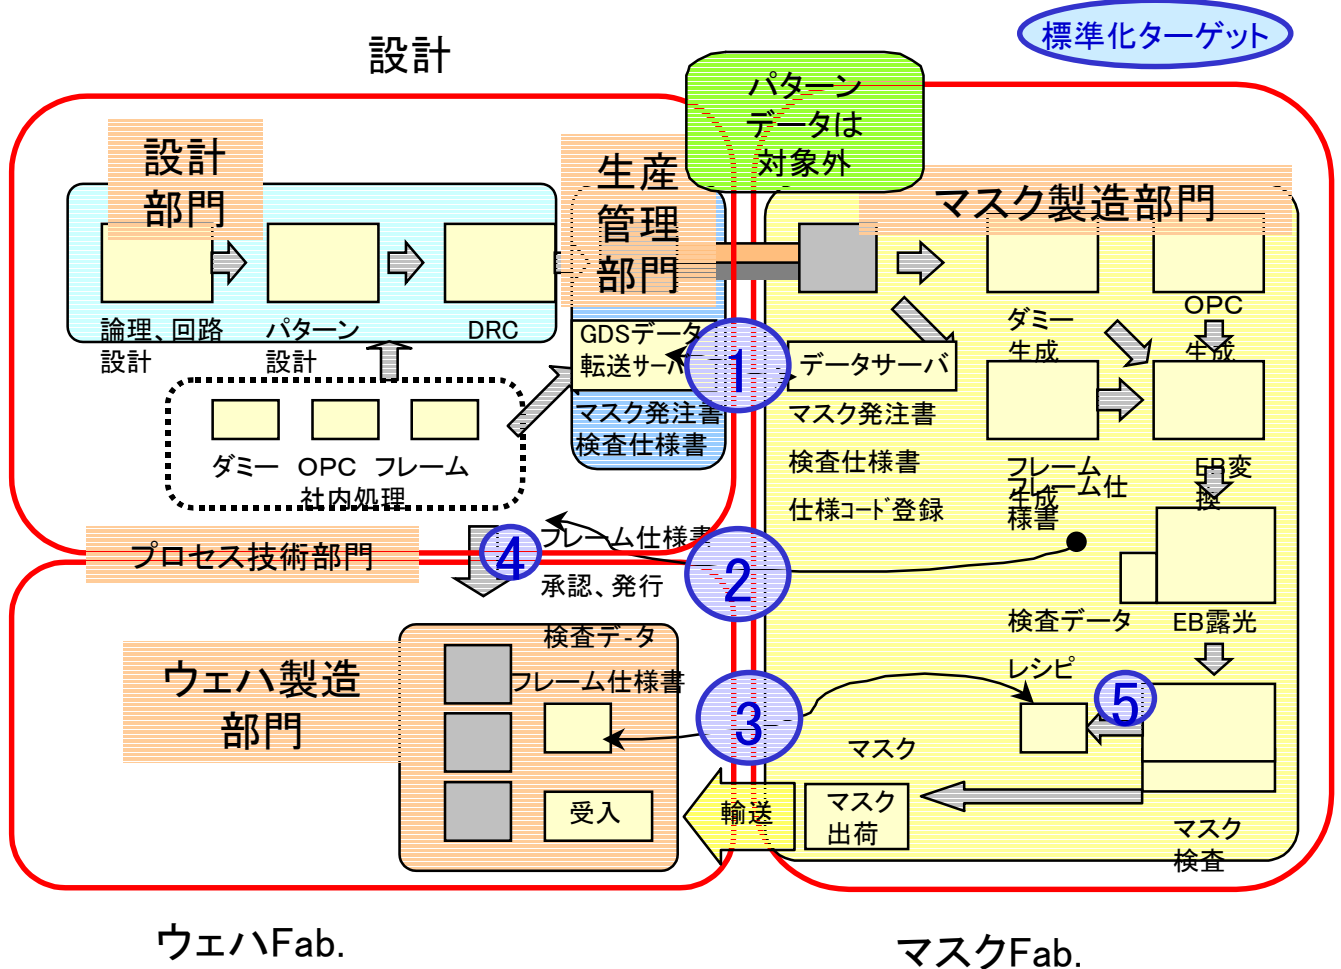 標準化ターゲット
設計
パターン
データは
対象外
設計
部門
生産
管理
部門
マスク製造部門
論理、回路
設計
パターン
設計
DRC
GDSデータ
転送サーバ
①
データサーバ
ダミー
生成
OPC
生成
マスク発注書
検査仕様書
マスク発注書
検査仕様書
仕様コード登録
ダミー OPC フレーム
社内処理
フレーム
生成
フレーム仕
様書
EB変
換
プロセス技術部門
④
フレーム仕様書
承認、発行
②
検査データ
EB露光
ウェハ製造
部門
検査デ-タ
フレーム仕様書
③
レシピ
⑤
マスク
受入
輸送
マスク
出荷
マスク
検査
ウェハFab.
マスクFab.